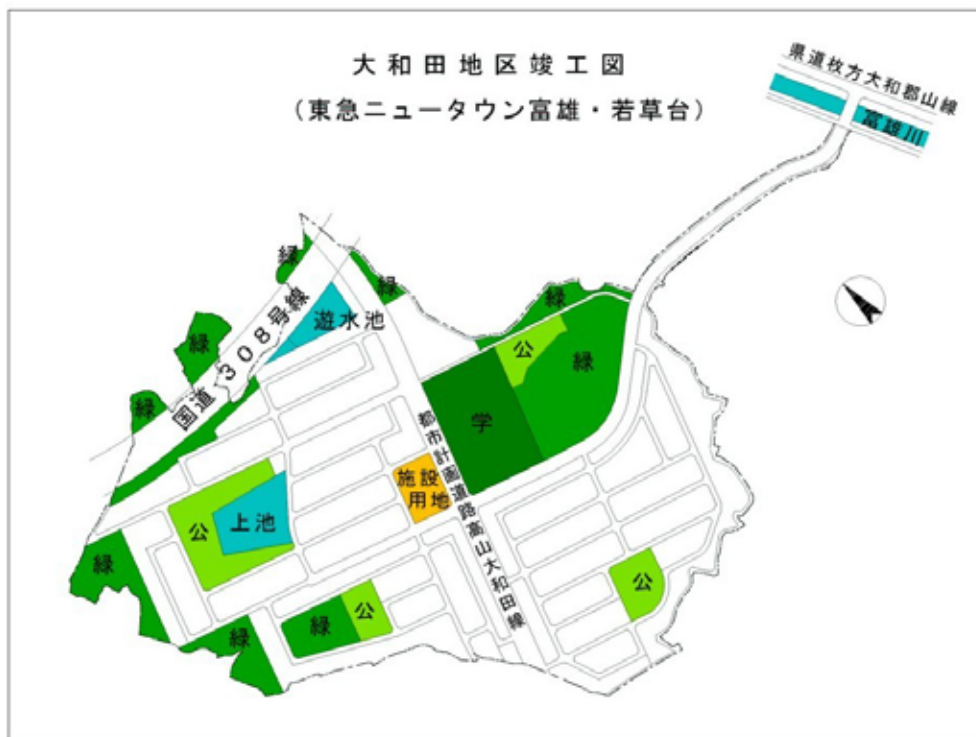 大和田地区竣工図
(東急ニュータウン富雄・若草台)
県道枚方大和郡山線
富雄川
緑
緑
緑
緑
緑
遊水池
国道308号線
公
緑
学
都市計画道路高山大和田線
施設
用地
公
上池
緑
緑
緑
公
公